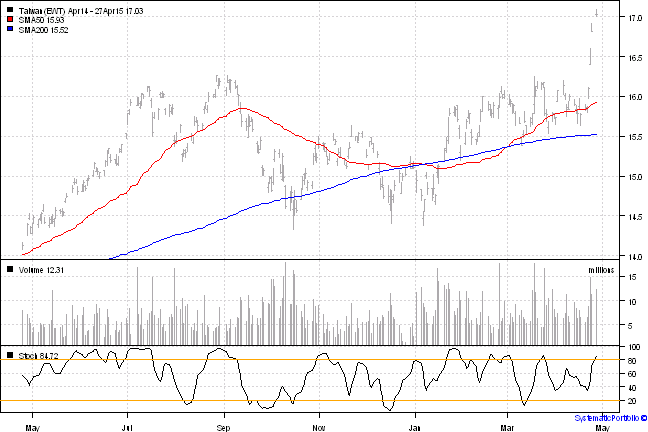 Taiwan (EWT) Apr14 - 27Apr15 17.03
SMA50 15.93
SMA200 15.52
17.0
16.5
16.0
15.5
15.0
14.5
14.0
Volume 12.31
millions
15
10
5
Stoch 84.72
100
80
60
40
20
May
Jul
Sep
Nov
Jan
Mar
May
SystematicPortfolio ©